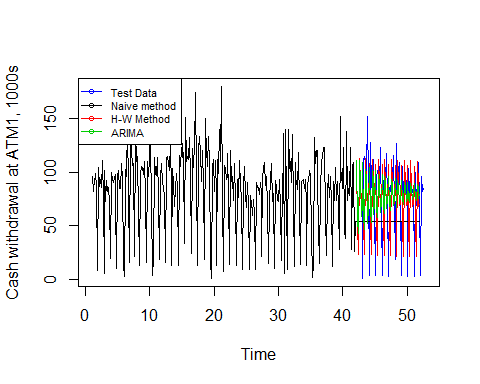 Cash withdrawal at ATM1, 1000s
150
100
50
0
Test Data
Naive method
H-W Method
ARIMA
0 10 20 30 40 50
Time